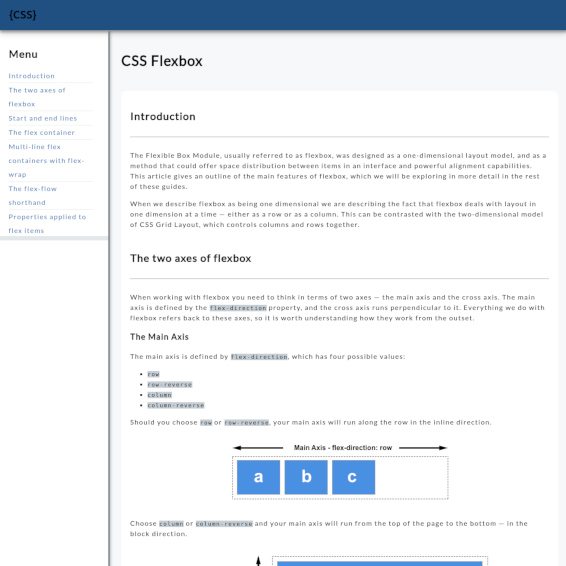 {CSS}
Menu
Introduction
The two axes of
flexbox
Start and end lines
The flex container
Multi-line flex
containers with flex-
wrap
The flex-flow
shorthand
Properties applied to
flex items
CSS Flexbox
Introduction
The Flexible Box Module, usually referred to as flexbox, was designed as a one-dimensional layout model, and as a
method that could offer space distribution between items in an interface and powerful alignment capabilities.
This article gives an outline of the main features of flexbox, which we will be exploring in more detail in the rest
of these guides.
When we describe flexbox as being one dimensional we are describing the fact that flexbox deals with layout in
one dimension at a time — either as a row or as a column. This can be contrasted with the two-dimensional model
of CSS Grid Layout, which controls columns and rows together.
The two axes of flexbox
When working with flexbox you need to think in terms of two axes — the main axis and the cross axis. The main
axis is defined by the flex-direction property, and the cross axis runs perpendicular to it. Everything we do with
flexbox refers back to these axes, so it is worth understanding how they work from the outset.
The Main Axis
The main axis is defined by flex-direction, which has four possible values:
row
row-reverse
column
column-reverse
Should you choose row or row-reverse, your main axis will run along the row in the inline direction.
Main Axis - flex-direction: row
a b c
Choose column or column-reverse and your main axis will run from the top of the page to the bottom — in the
block direction.